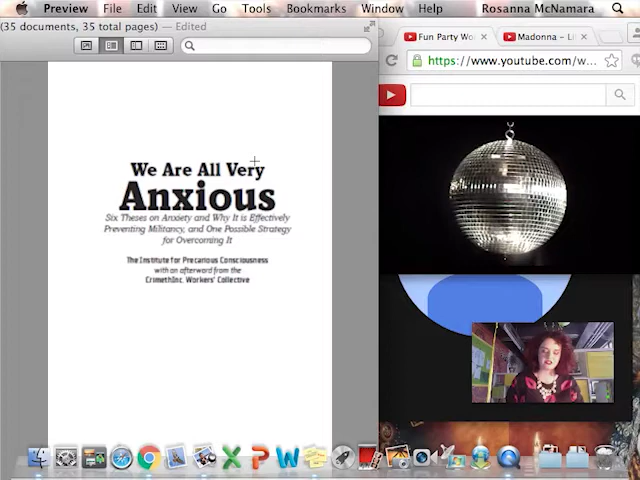 Preview File Edit View Go Tools Bookmarks Window Help Rosanna McNamara
(35 documents, 35 total pages) — Edited
Fun Party Wo
Madonna – Li
https://www.youtube.com/w...
We Are All Very
Anxious
Six Theses on Anxiety and Why It is Effectively
Preventing Militancy, and One Possible Strategy
for Overcoming It
The Institute for Precarious Consciousness
with an afterword from the
CrimethInc. Workers' Collective